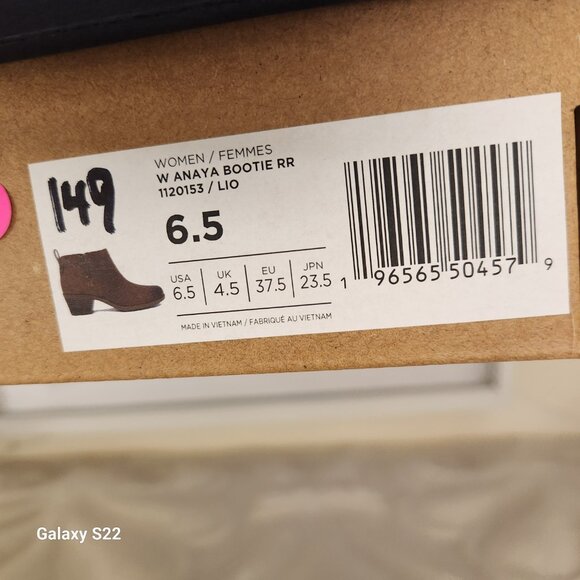 149
WOMEN / FEMMES
W ANAYA BOOTIE RR
1120153 / LIO
6.5
USA UK EU JPN
6.5 4.5 37.5 23.5
MADE IN VIETNAM / FABRIQUÉ AU VIETNAM
1 96565 50457 9
Galaxy S22